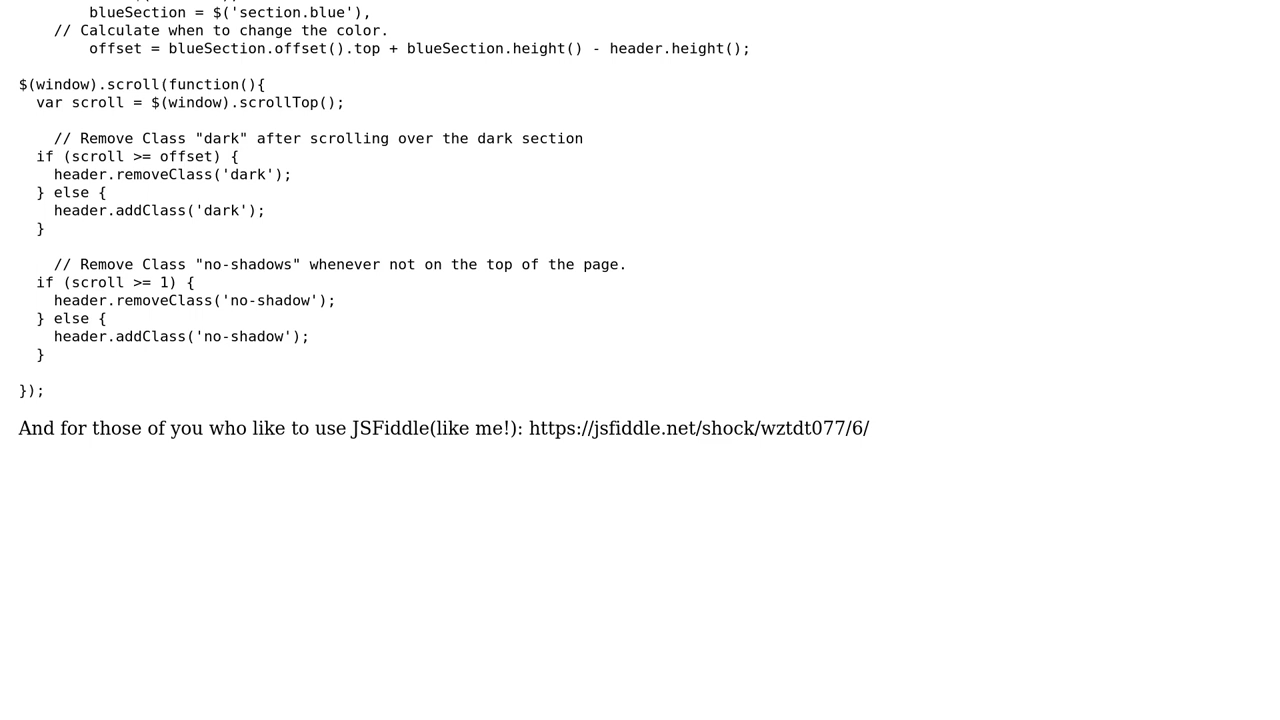 blueSection = $('section.blue'),
// Calculate when to change the color.
offset = blueSection.offset().top + blueSection.height() - header.height();
$(window).scroll(function(){
var scroll = $(window).scrollTop();
// Remove Class "dark" after scrolling over the dark section
if (scroll >= offset) {
header.removeClass('dark');
} else {
header.addClass('dark');
}
// Remove Class "no-shadows" whenever not on the top of the page.
if (scroll >= 1) {
header.removeClass('no-shadow');
} else {
header.addClass('no-shadow');
}
});
And for those of you who like to use JSFiddle(like me!): https://jsfiddle.net/shock/wztdt077/6/